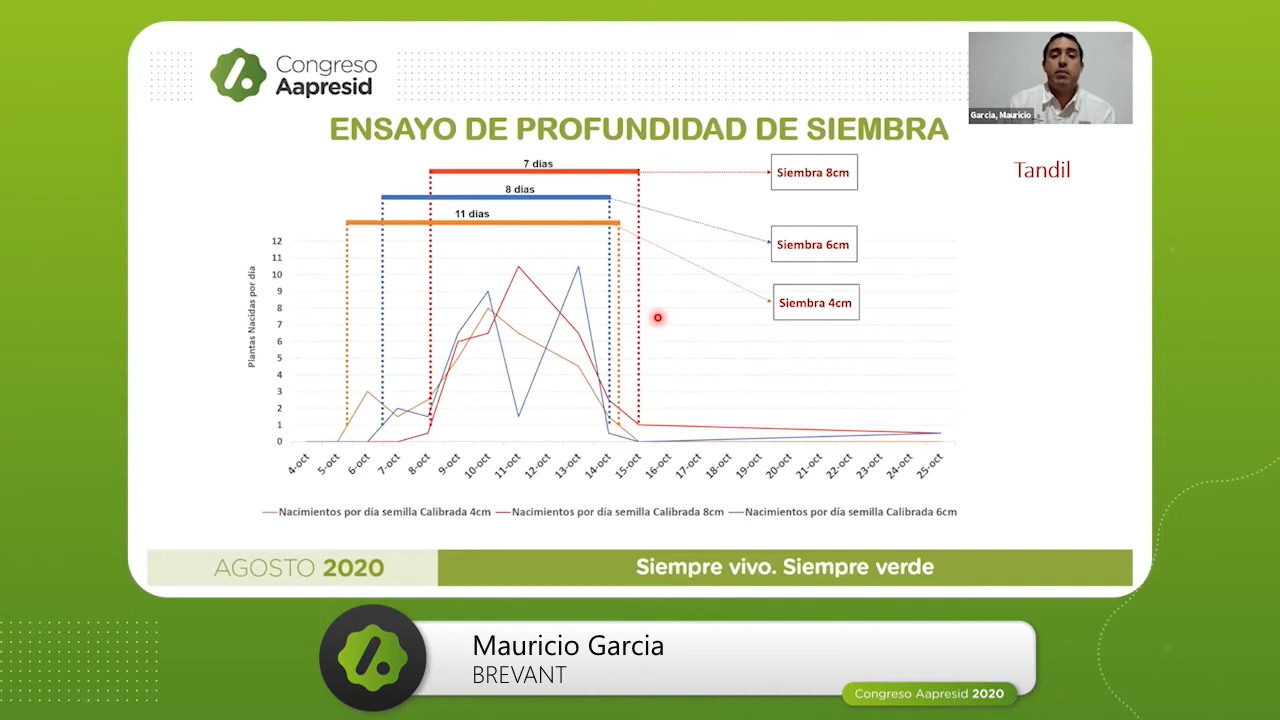 Congreso
Aapresid
Garcia, Mauricio
ENSAYO DE PROFUNDIDAD DE SIEMBRA
Tandil
7 días
Siembra 8cm
8 días
11 días
Siembra 6cm
Siembra 4cm
Plantas Nacidas por día
12
11
10
9
8
7
6
5
4
3
2
1
0
4-oct
5-oct
6-oct
7-oct
8-oct
9-oct
10-oct
11-oct
12-oct
13-oct
14-oct
15-oct
16-oct
17-oct
18-oct
19-oct
20-oct
21-oct
22-oct
23-oct
24-oct
25-oct
Nacimientos por día semilla Calibrada 4cm
Nacimientos por día semilla Calibrada 8cm
Nacimientos por día semilla Calibrada 6cm
AGOSTO 2020
Siempre vivo. Siempre verde
Mauricio Garcia
BREVANT
Congreso Aapresid 2020